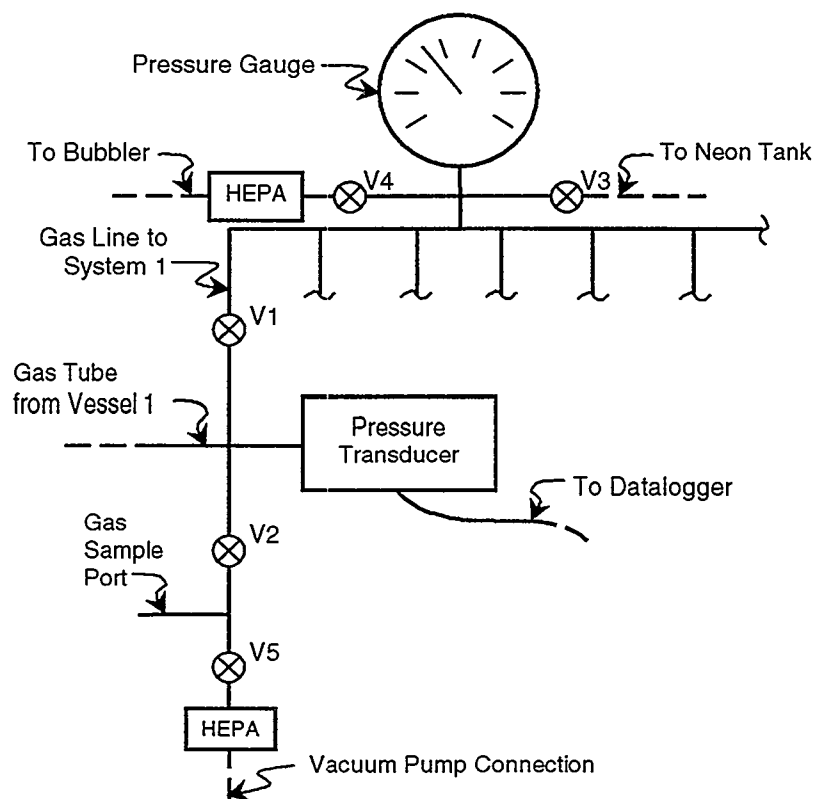 Pressure Gauge
To Bubbler
HEPA
V4
V3
To Neon Tank
Gas Line to
System 1
V1
Gas Tube
from Vessel 1
Pressure
Transducer
To Datalogger
Gas
Sample
Port
V2
V5
HEPA
Vacuum Pump Connection